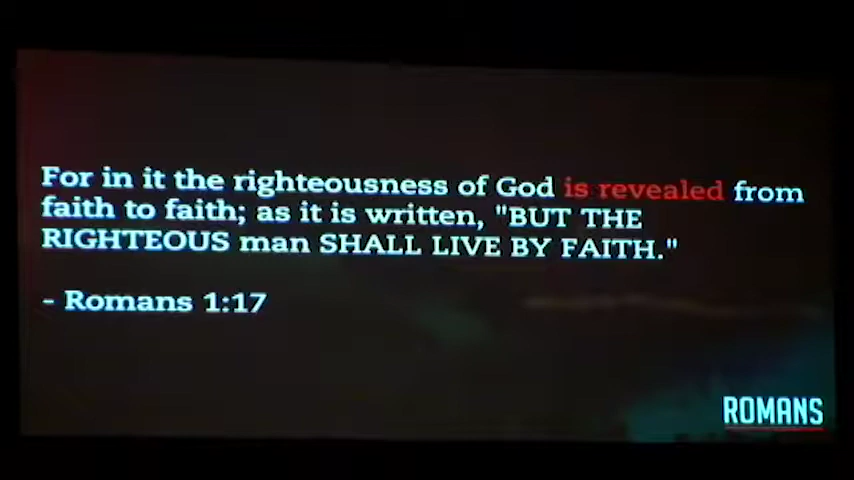 For in it the righteousness of God is revealed from
faith to faith; as it is written, "BUT THE
RIGHTEOUS man SHALL LIVE BY FAITH."
- Romans 1:17
ROMANS